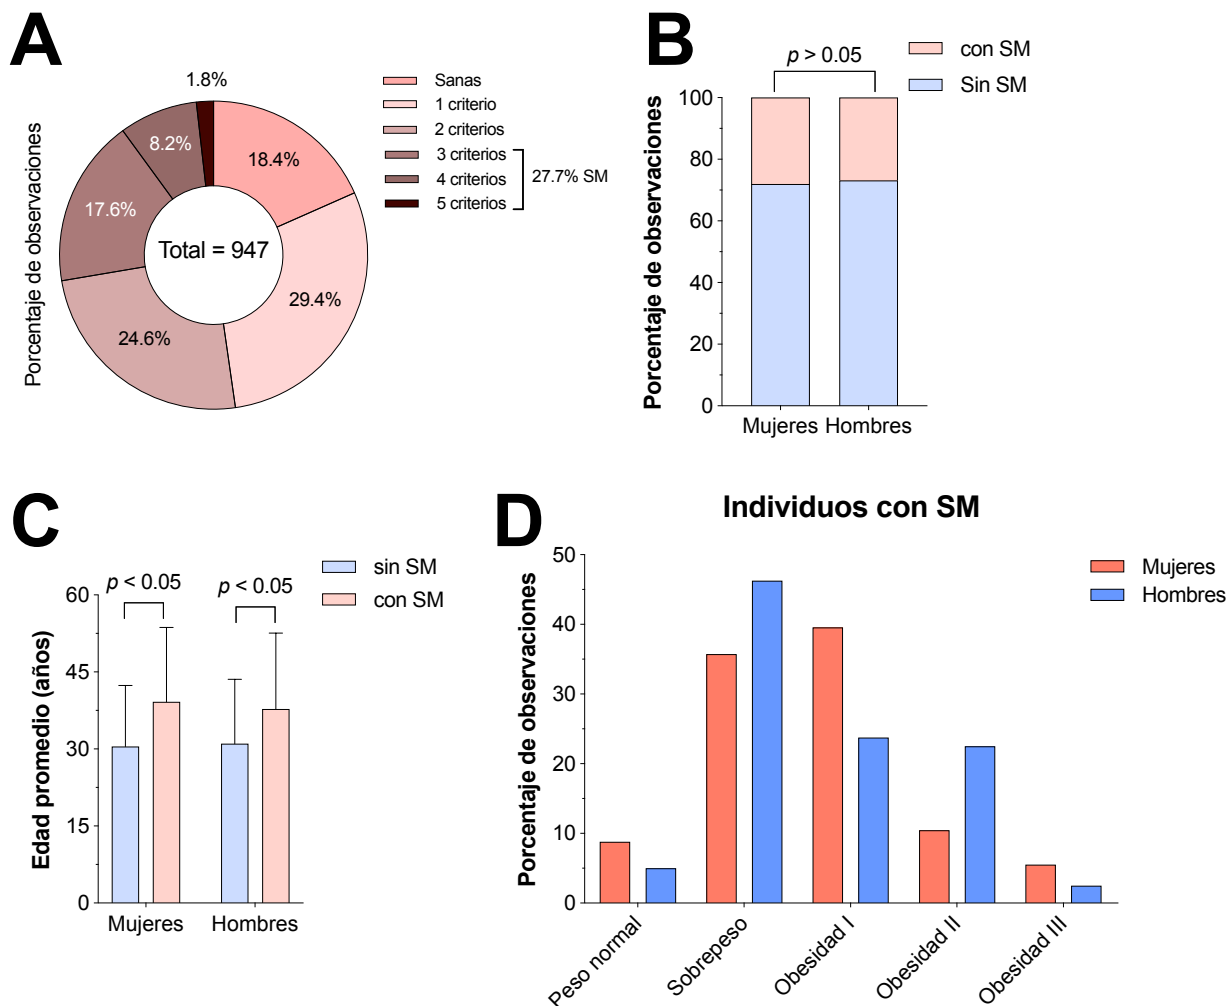 A
Porcentaje de observaciones
1.8%
8.2%
18.4%
17.6%
Total = 947
29.4%
24.6%
Sanas
1 criterio
2 criterios
3 criterios
4 criterios
5 criterios
27.7% SM
B
con SM
Sin SM
p > 0.05
Porcentaje de observaciones
100
80
60
40
20
0
Mujeres Hombres
C
sin SM
con SM
p < 0.05 p < 0.05
Edad promedio (años)
60
45
30
15
0
Mujeres Hombres
D
Individuos con SM
Mujeres
Hombres
Porcentaje de observaciones
50
40
30
20
10
0
Peso normal
Sobrepeso
Obesidad I
Obesidad II
Obesidad III